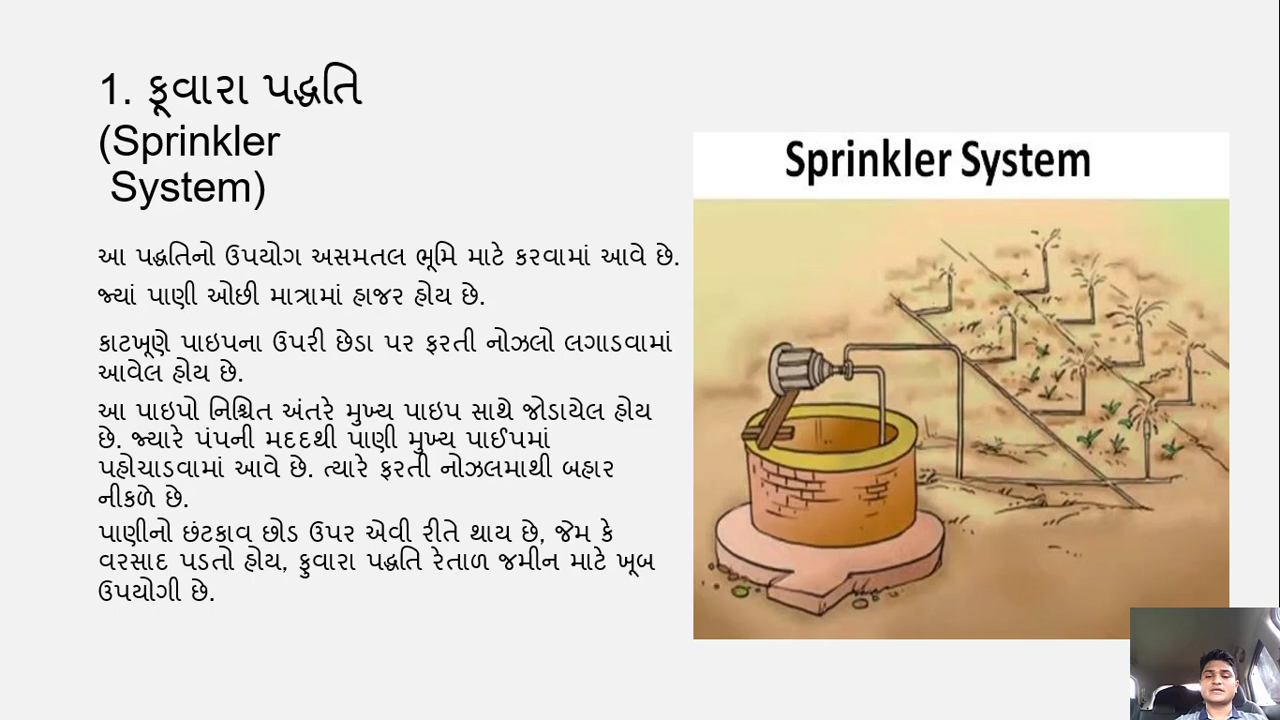 1. ફૂવારા પદ્ધતિ
(Sprinkler
System)
Sprinkler System
આ પદ્ધતિનો ઉપયોગ અસમતલ ભૂમિ માટે કરવામાં આવે છે.
જ્યાં પાણી ઓછી માત્રામાં હાજર હોય છે.
કાટખૂણે પાઇપના ઉપરી છેડા પર ફરતી નોઝલો લગાડવામાં
આવેલ હોય છે.
આ પાઇપો નિશ્ચિત અંતરે મુખ્ય પાઇપ સાથે જોડાયેલ હોય
છે. જ્યારે પંપની મદદથી પાણી મુખ્ય પાઈપમાં
પહોચાડવામાં આવે છે. ત્યારે ફરતી નોઝલમાથી બહાર
નીકળે છે.
પાણીનો છંટકાવ છોડ ઉપર એવી રીતે થાય છે, જેમ કે
વરસાદ પડતો હોય, ફુવારા પદ્ધતિ રેતાળ જમીન માટે ખૂબ
ઉપયોગી છે.